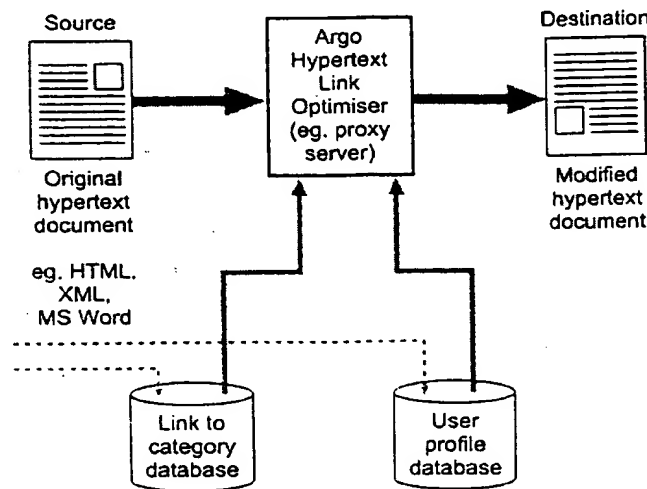 Source
Destination
Argo
Hypertext
Link
Optimiser
(eg. proxy
server)
Original
hypertext
document
Modified
hypertext
document
eg. HTML.
XML,
MS Word
Link to
category
database
User
profile
database